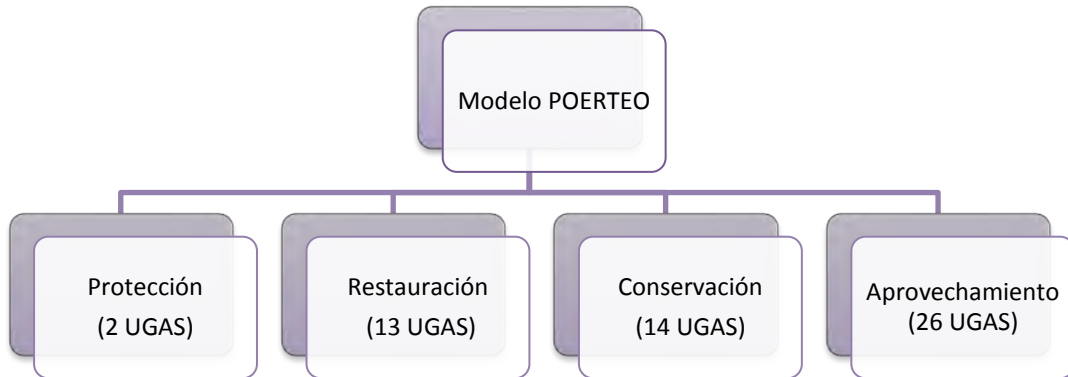 Modelo POERTEO
Protección
(2 UGAS)
Restauración
(13 UGAS)
Conservación
(14 UGAS)
Aprovechamiento
(26 UGAS)